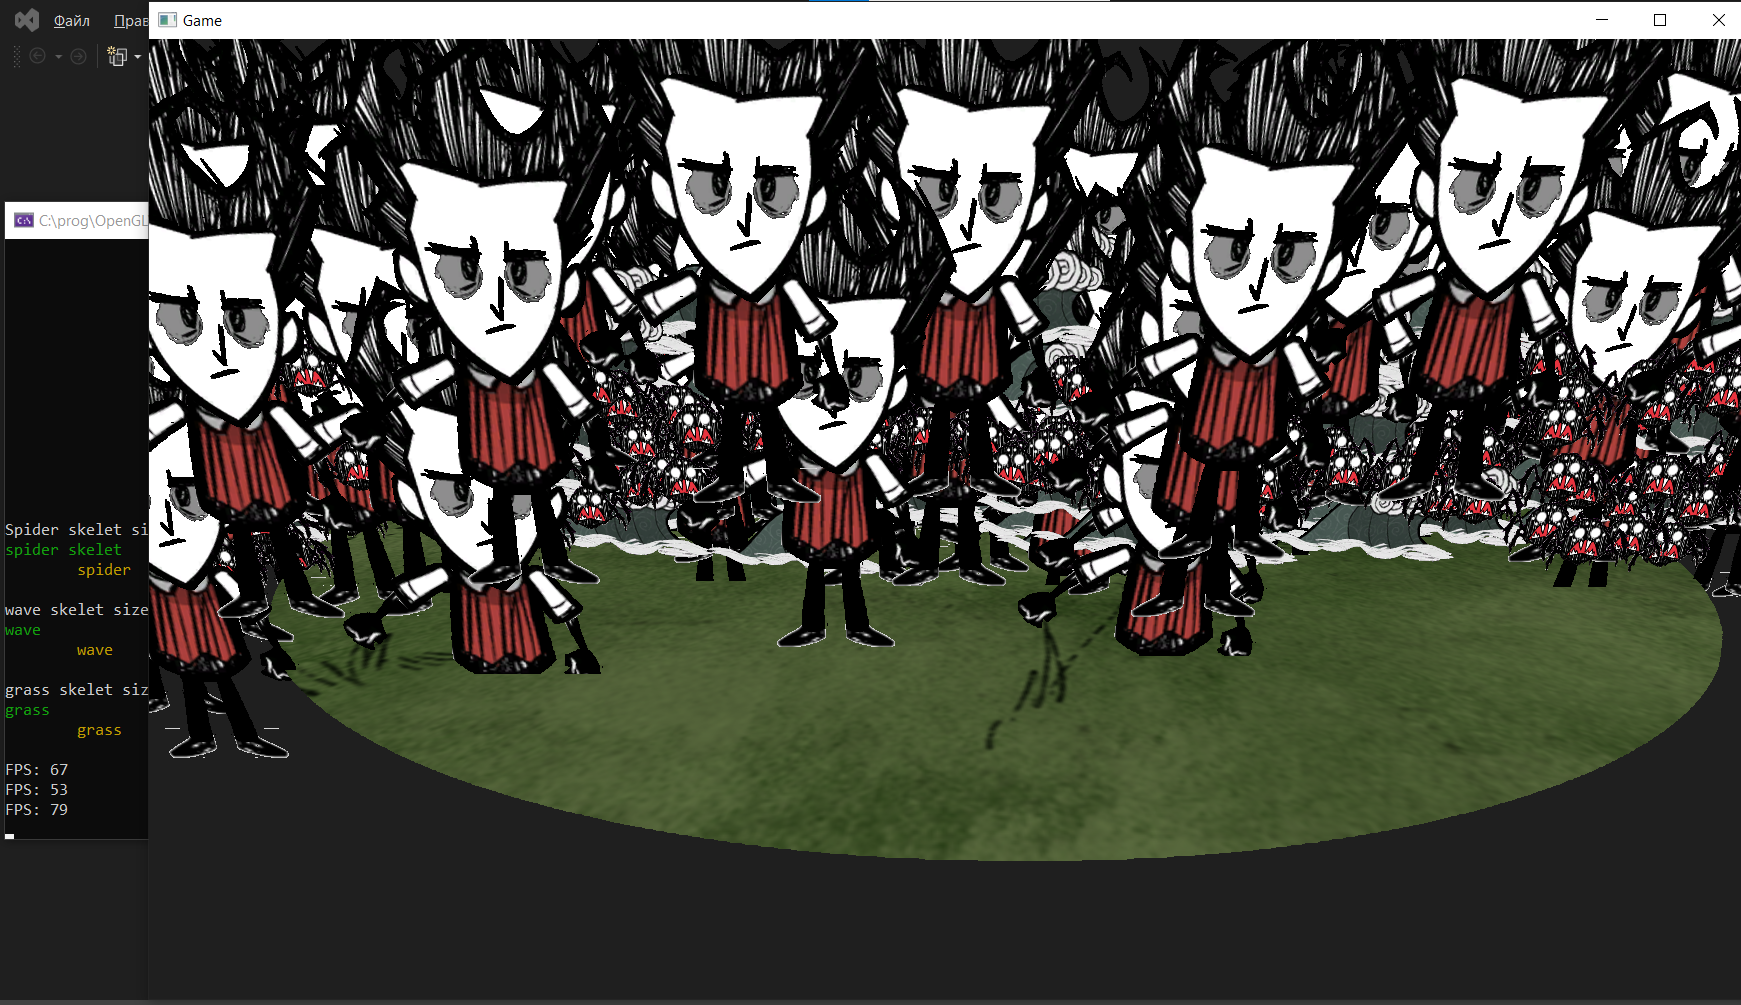 Файл
Прав
Game
C:\prog\OpenGL
Spider skelet si
spider skelet
spider
wave skelet size
wave
wave
grass skelet siz
grass
grass
FPS: 67
FPS: 53
FPS: 79